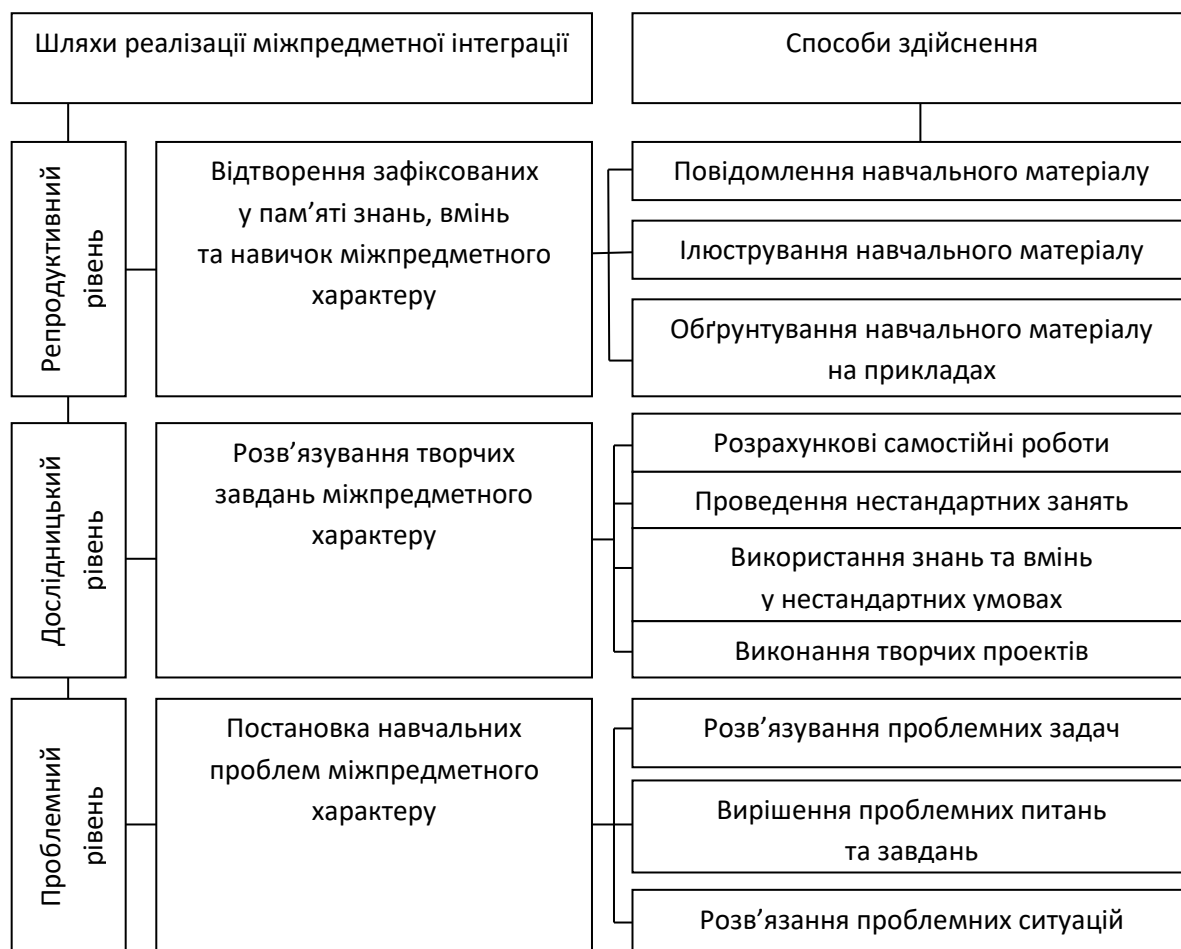 Шляхи реалізації міжпредметної інтеграції
Способи здійснення
Репродуктивний
рівень
Відтворення зафіксованих
у пам’яті знань, вмінь
та навичок міжпредметного
характеру
Повідомлення навчального матеріалу
Ілюстрування навчального матеріалу
Обґрунтування навчального матеріалу
на прикладах
Дослідницький
рівень
Розв’язування творчих
завдань міжпредметного
характеру
Розрахункові самостійні роботи
Проведення нестандартних занять
Використання знань та вмінь
у нестандартних умовах
Виконання творчих проектів
Проблемний
рівень
Постановка навчальних
проблем міжпредметного
характеру
Розв’язування проблемних задач
Вирішення проблемних питань
та завдань
Розв’язання проблемних ситуацій